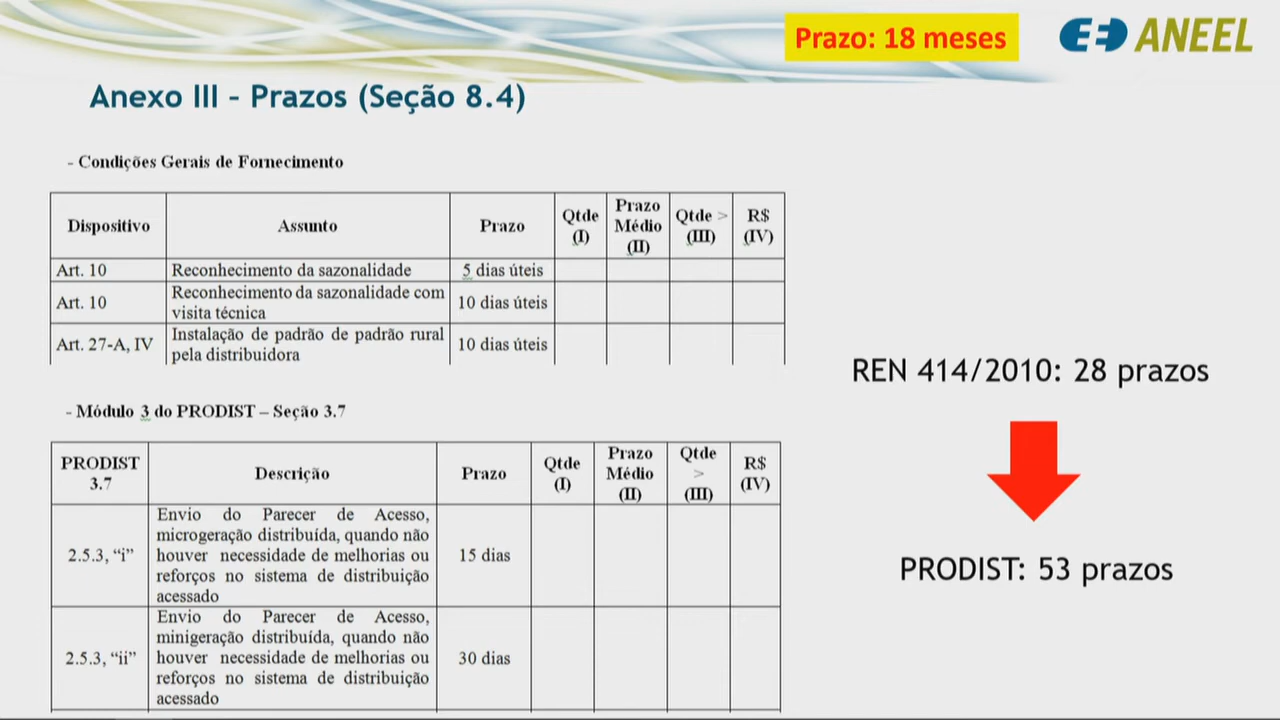 Prazo: 18 meses
ANEEL
Anexo III – Prazos (Seção 8.4)
- Condições Gerais de Fornecimento
Dispositivo Assunto Prazo Qtde (I) Prazo Médio (II) Qtde > (III) R$ (IV)
Art. 10 Reconhecimento da sazonalidade 5 dias úteis
Art. 10 Reconhecimento da sazonalidade com visita técnica 10 dias úteis
Art. 27-A, IV Instalação de padrão de padrão rural pela distribuidora 10 dias úteis
REN 414/2010: 28 prazos
- Módulo 3 do PRODIST – Seção 3.7
PRODIST 3.7 Descrição Prazo Qtde (I) Prazo Médio (II) Qtde > (III) R$ (IV)
2.5.3, “i” Envio do Parecer de Acesso, microgeração distribuída, quando não houver necessidade de melhorias ou reforços no sistema de distribuição acessado 15 dias
PRODIST: 53 prazos
2.5.3, “ii” Envio do Parecer de Acesso, minigeração distribuída, quando não houver necessidade de melhorias ou reforços no sistema de distribuição acessado 30 dias